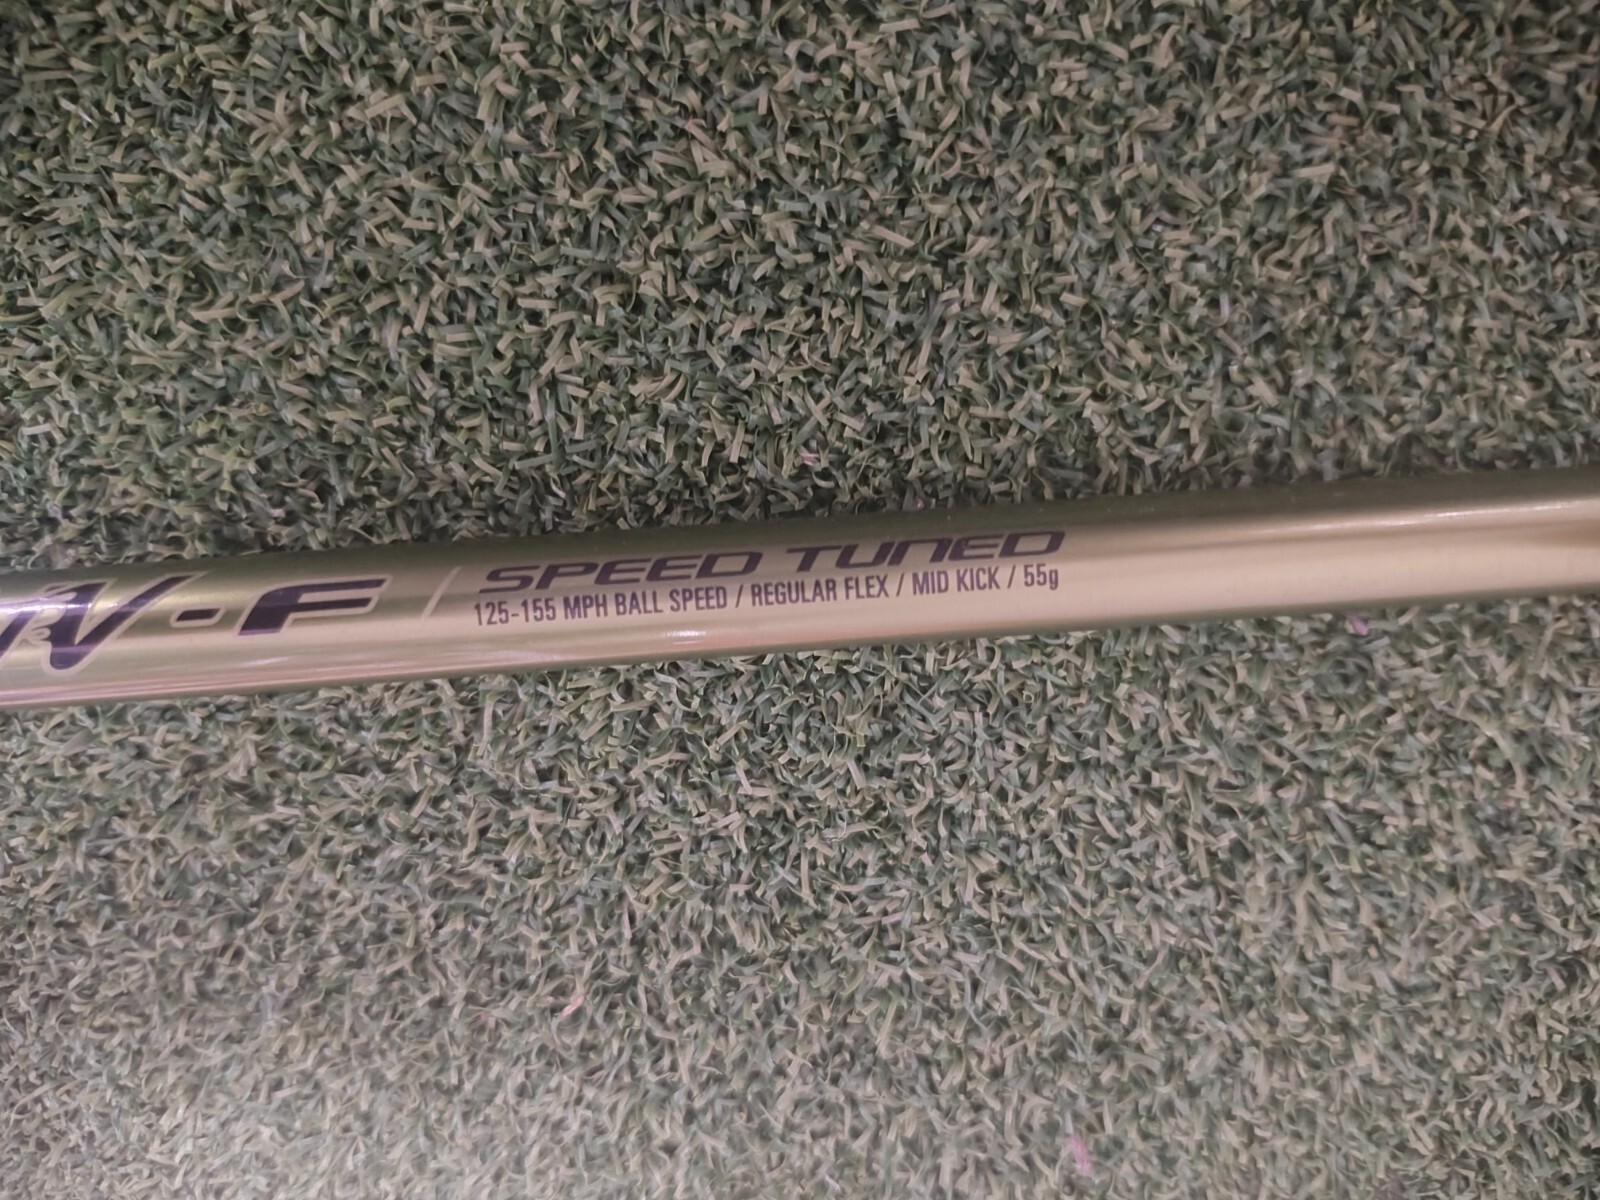 V-F
SPEED TUNED
125-155 MPH BALL SPEED / REGULAR FLEX / MID KICK / 55g